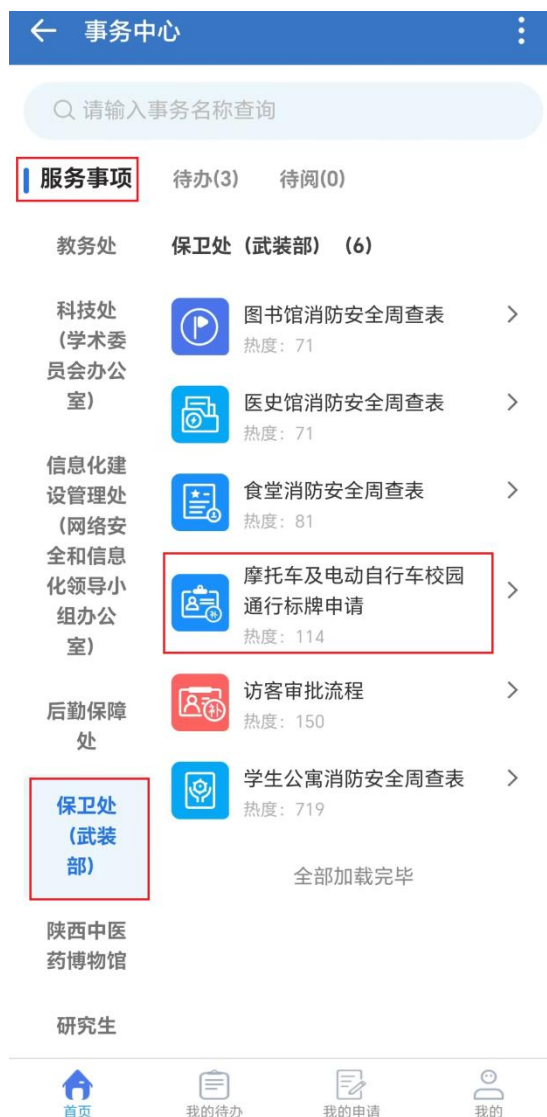 事务中心
请输入事务名称查询
服务事项 待办(3) 待阅(0)
教务处
科技处
（学术委
员会办公
室）
信息化建
设管理处
（网络安
全和信息
化领导小
组办公
室）
后勤保障
处
保卫处
（武装
部）
陕西中医
药博物馆
研究生
保卫处（武装部）（6）
图书馆消防安全周查表
热度：71
医史馆消防安全周查表
热度：71
食堂消防安全周查表
热度：81
摩托车及电动自行车校园
通行标牌申请
热度：114
访客审批流程
热度：150
学生公寓消防安全周查表
热度：719
全部加载完毕
首页 我的待办 我的申请 我的